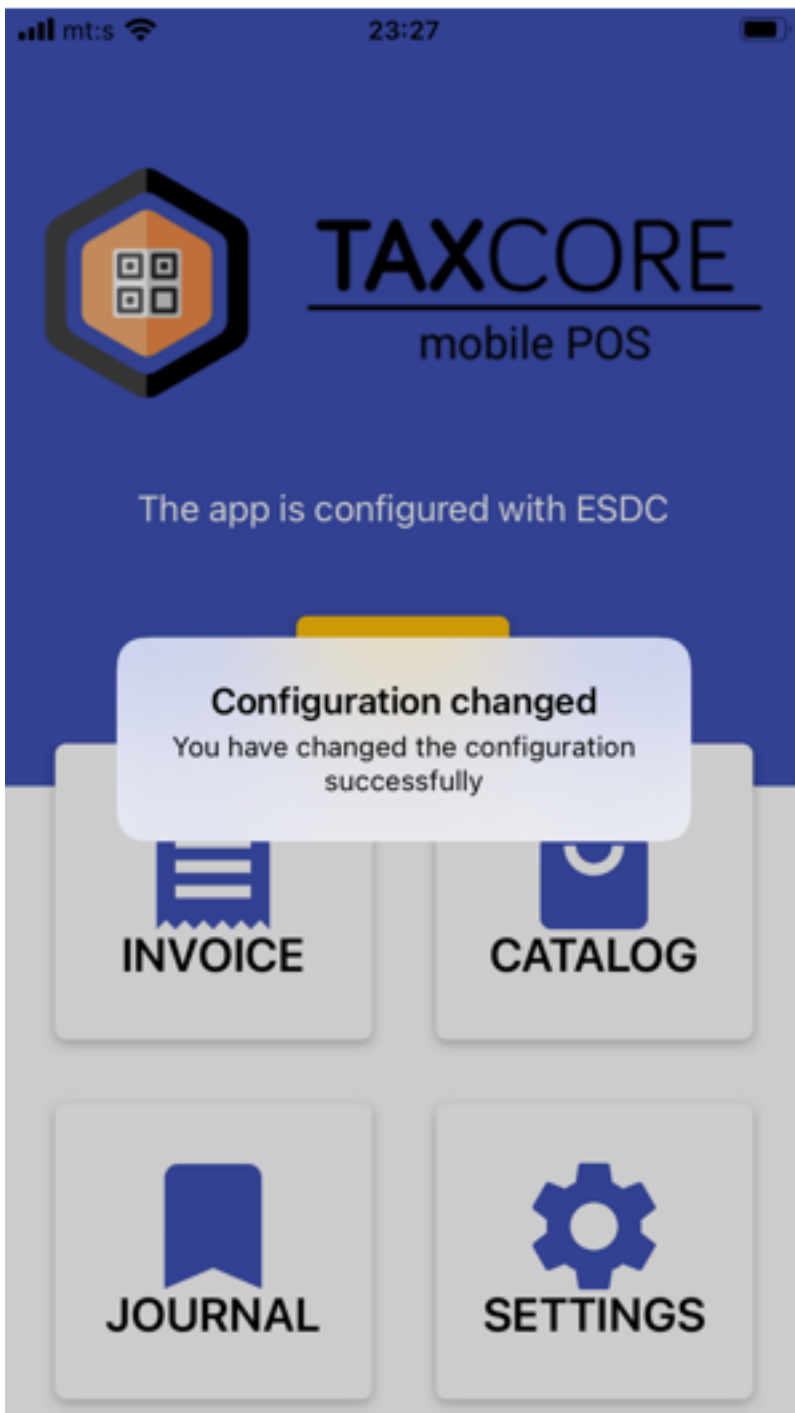 mt:s 23:27
TAXCORE
mobile POS
The app is configured with ESDC
Configuration changed
You have changed the configuration
successfully
INVOICE CATALOG
JOURNAL SETTINGS